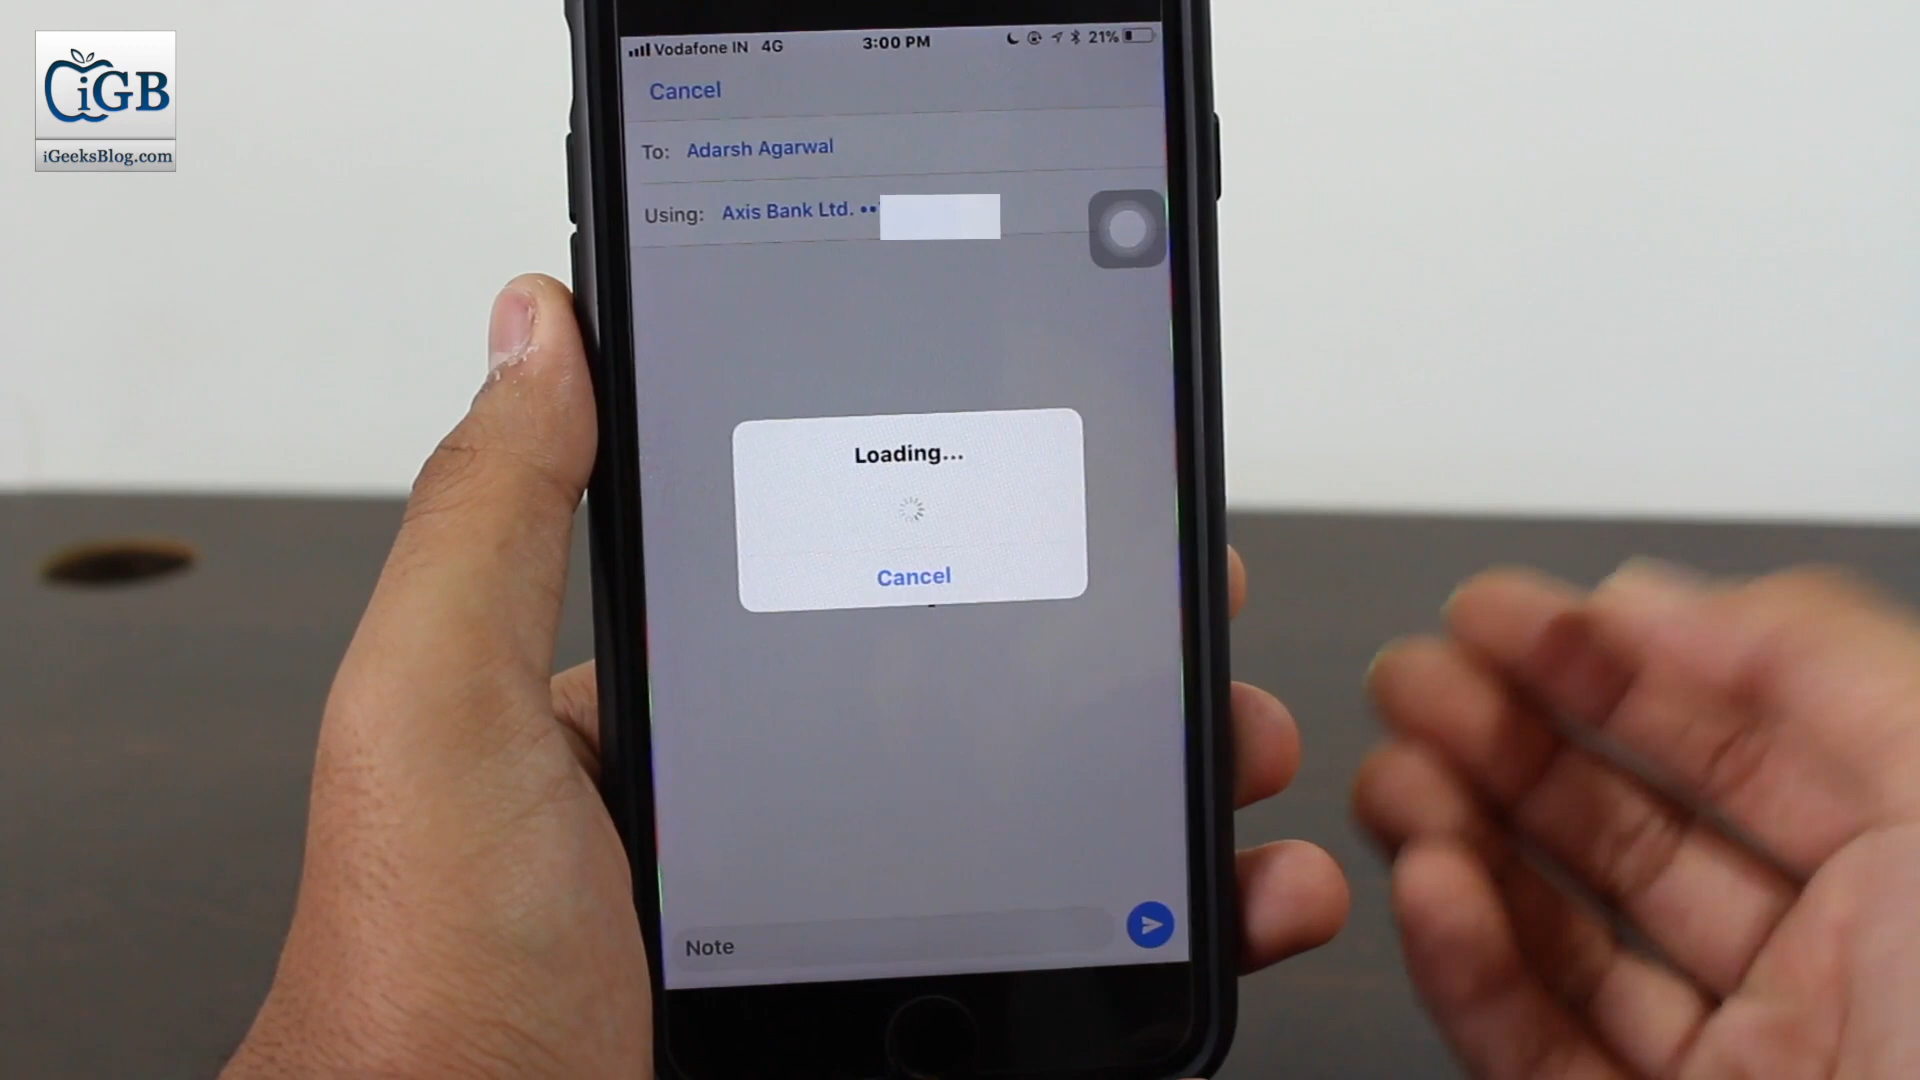 iGB
iGeeksBlog.com
Vodafone IN 4G 3:00 PM 21%
Cancel
To: Adarsh Agarwal
Using: Axis Bank Ltd. ••
Loading...
Cancel
Note